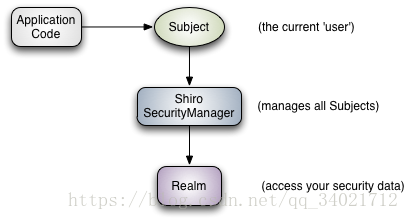 Application
Code
Subject
(the current 'user')
Shiro
SecurityManager
(manages all Subjects)
Realm
(access your security data)
https://blog.csdn.net/qq_34021712